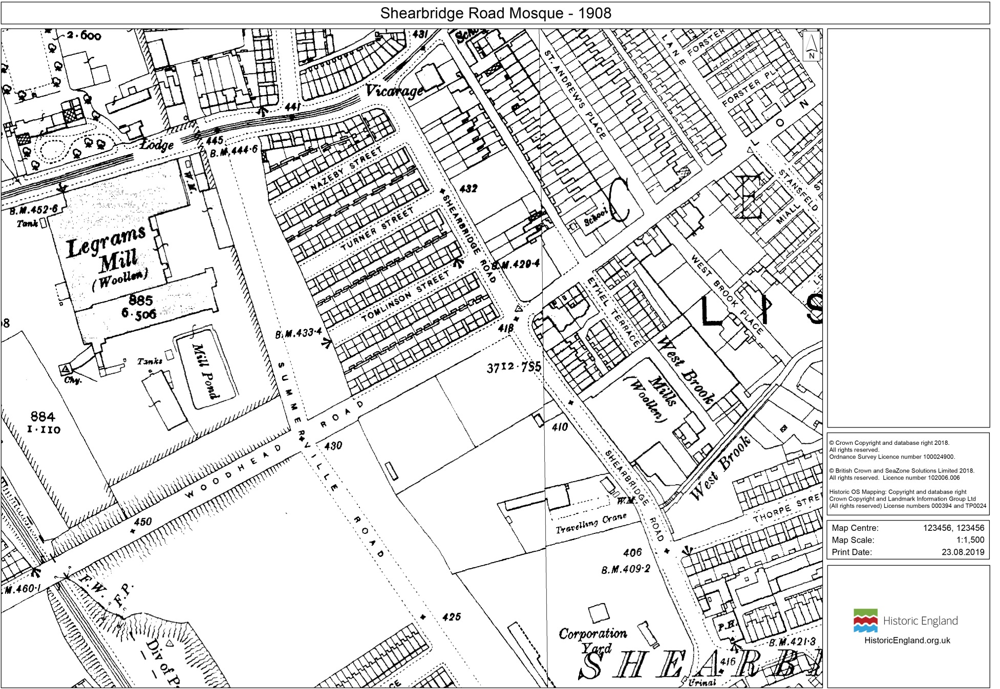 Shearbridge Road Mosque - 1908
2·600
431
LANE
FORSTER
ST. ANDREW'S PLACE
FORSTER PL
N
Vicarage
441
445
B.M.444·6
Lodge
W.M.
NAZEBY STREET
432
STANSFELD
MIALL
B.M.452·6
Tank
Legrams
Mill
(Woollen)
885
6·506
TURNER STREET
SHEARBRIDGE ROAD
School
C
E
L I S
B.M.429·4
TOMLINSON STREET
ETHEL TERRACE
WEST BROOK PLACE
418
B.M.433·4
Mill Pond
Tanks
Chy.
3712·755
West Brook
Mills
(Woollen)
884
1·110
SUMMERVILLE ROAD
WOODHEAD ROAD
430
410
West Brook
SHEARBRIDGE ROAD
W.M.
Travelling Crane
THORPE STREE
450
406
B.M.409·2
M.460·1
F.W.
F.P.
425
Corporation
Yard
P.H.
B.M.421·3
416
SHEARB
Urinal
Div of P
N
© Crown Copyright and database right 2018.
All rights reserved.
Ordnance Survey Licence number 100024900.
© British Crown and SeaZone Solutions Limited 2018.
All rights reserved. Licence number 102006.006
Historic OS Mapping: Copyright and database right
Crown Copyright and Landmark Information Group Ltd
(All rights reserved) License numbers 000394 and TP0024
Map Centre: 123456, 123456
Map Scale: 1:1,500
Print Date: 23.08.2019
Historic England
HistoricEngland.org.uk